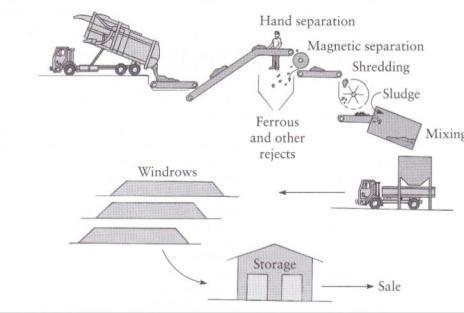 Hand separation
Magnetic separation
Shredding
Sludge
Mixing
Ferrous
and other
rejects
Windrows
Storage
Sale